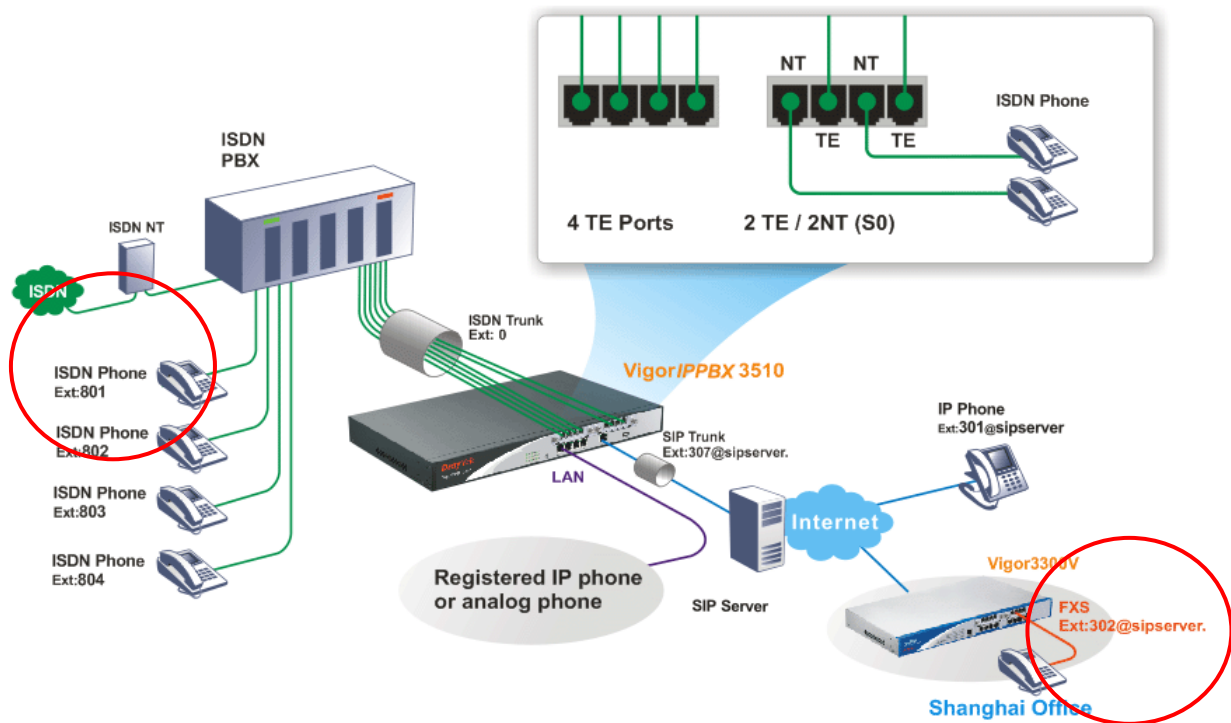 NT
NT
ISDN Phone
TE
TE
4 TE Ports
2 TE / 2NT (S0)
ISDN
PBX
ISDN NT
ISDN
ISDN Trunk
Ext: 0
VigorIPPBX 3510
ISDN Phone
Ext:801
ISDN Phone
Ext:802
ISDN Phone
Ext:803
ISDN Phone
Ext:804
IP Phone
Ext:301@sipserver
SIP Trunk
Ext:307@sipserver.
LAN
Internet
Registered IP phone
or analog phone
SIP Server
Vigor3300V
FXS
Ext:302@sipserver.
Shanghai Office